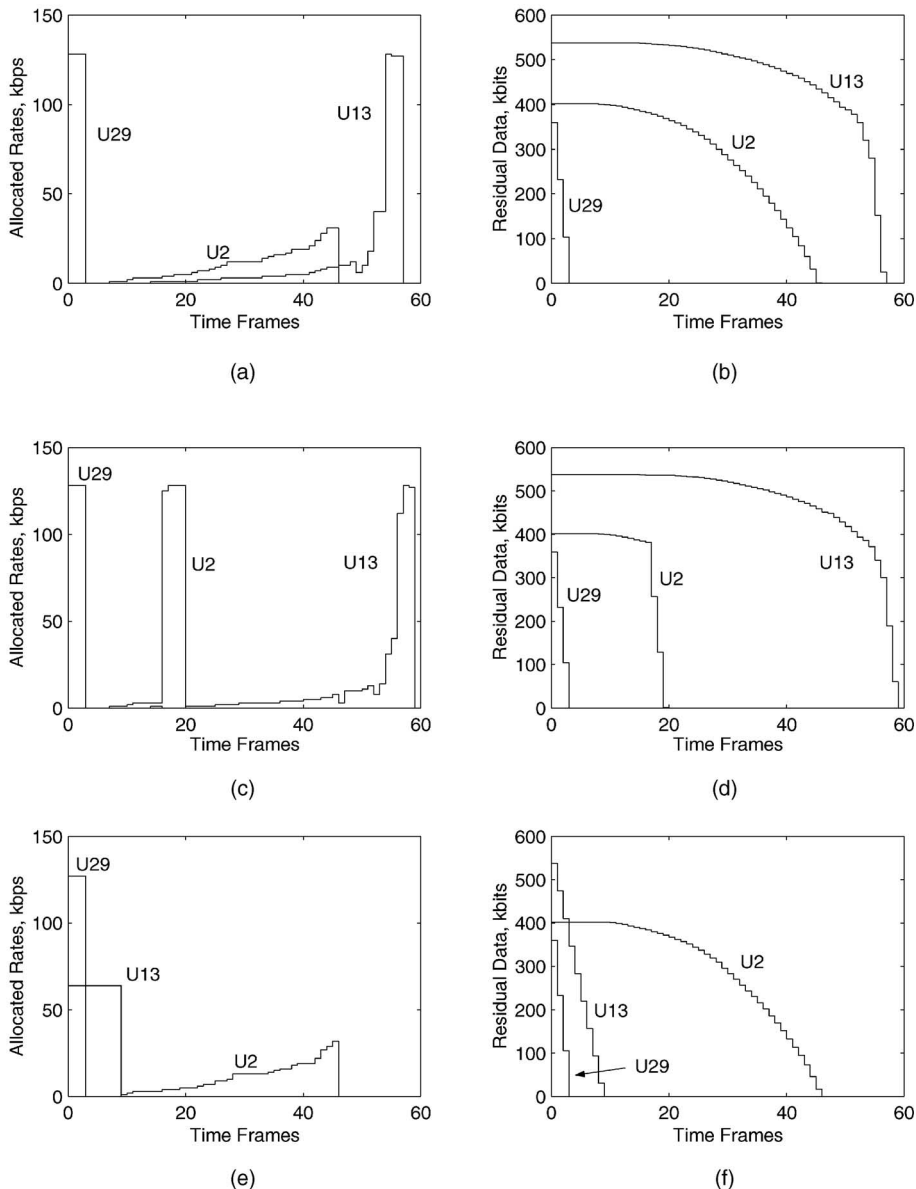 150
100
50
0
Allocated Rates, kbps
U29
U2
U13
0 20 40 60
Time Frames
(a)
600
500
400
300
200
100
0
Residual Data, kbits
U13
U2
U29
0 20 40 60
Time Frames
(b)
150
100
50
0
Allocated Rates, kbps
U29
U2
U13
0 20 40 60
Time Frames
(c)
600
500
400
300
200
100
0
Residual Data, kbits
U29
U2
U13
0 20 40 60
Time Frames
(d)
150
100
50
0
Allocated Rates, kbps
U29
U13
U2
0 20 40 60
Time Frames
(e)
600
500
400
300
200
100
0
Residual Data, kbits
U2
U13
U29
0 20 40 60
Time Frames
(f)